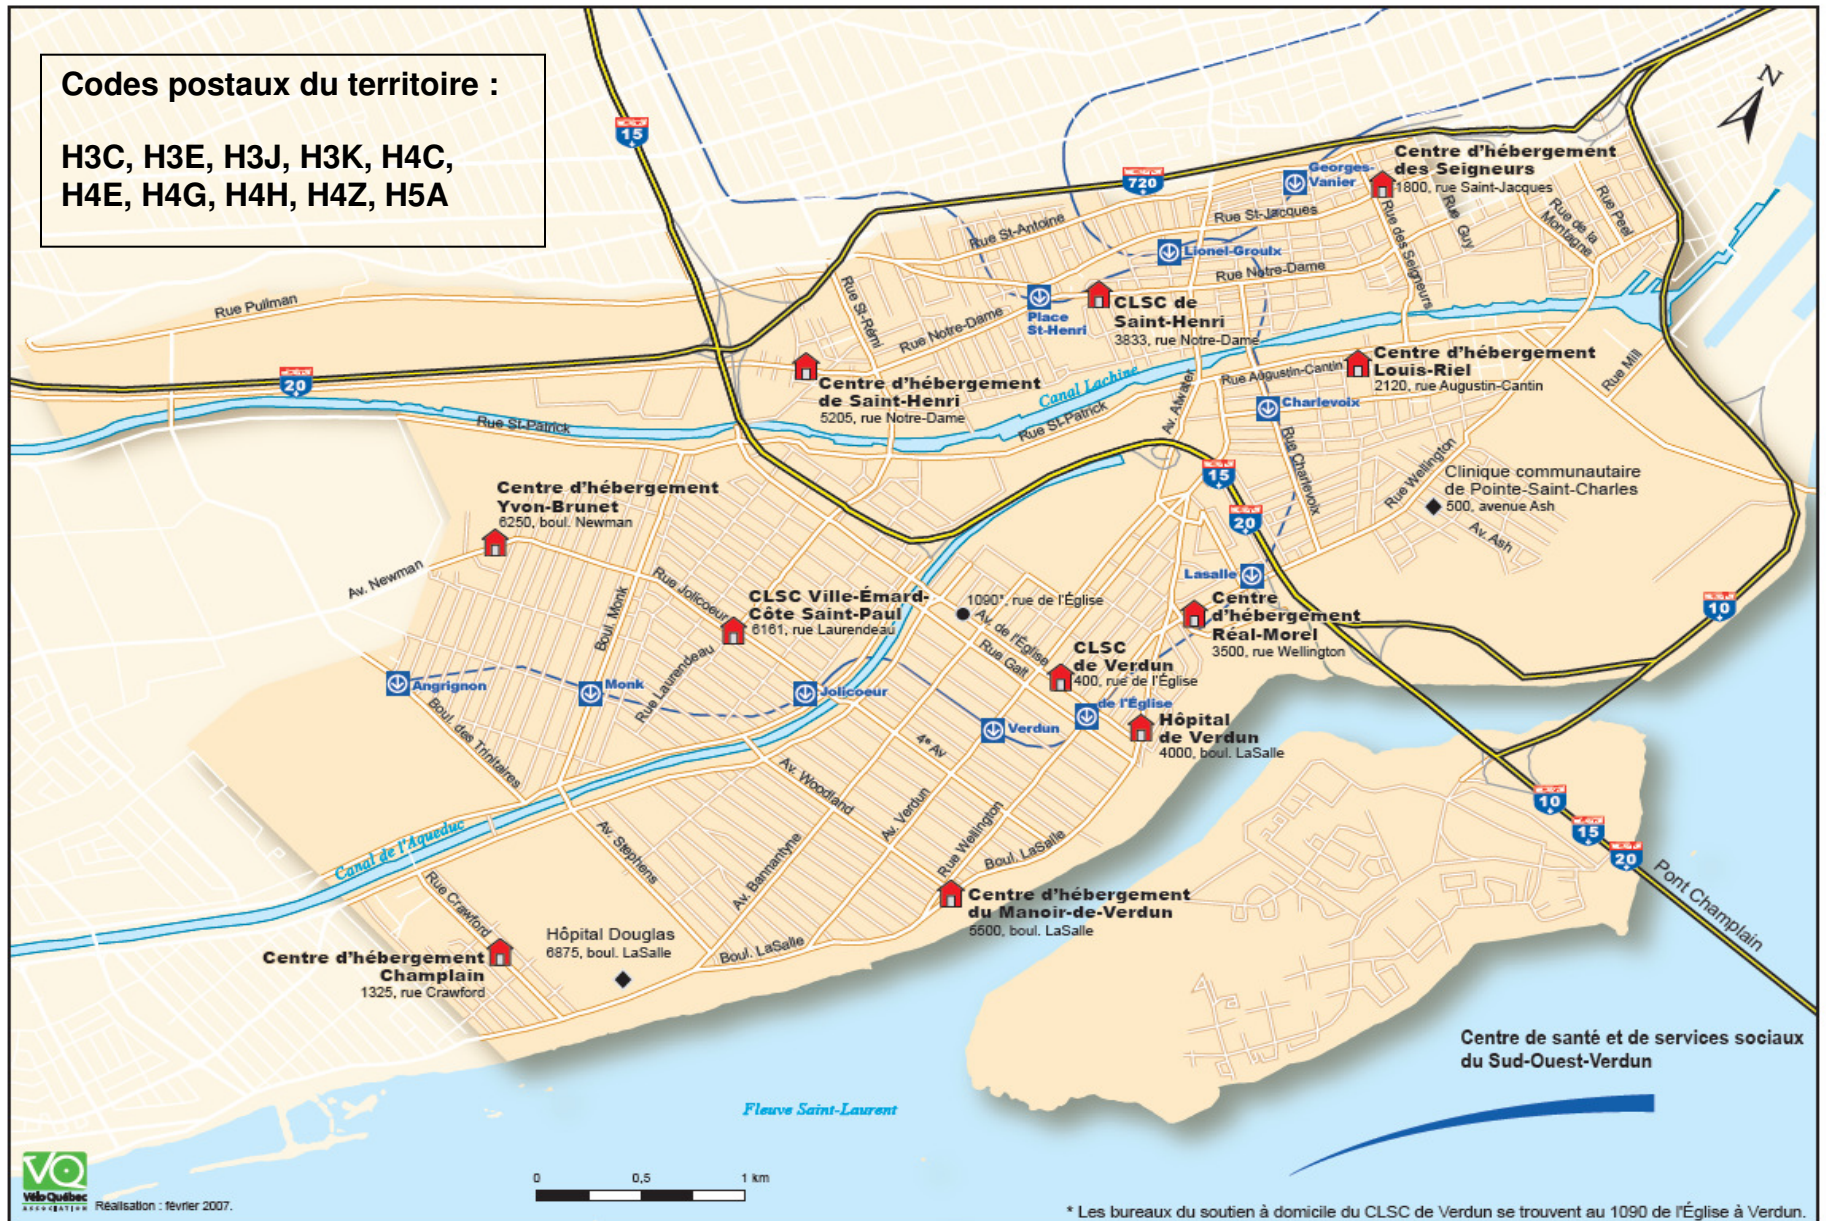 Codes postaux du territoire :
H3C, H3E, H3J, H3K, H4C,
H4E, H4G, H4H, H4Z, H5A
15
N
720
Georges-
Vanier
Centre d'hébergement
des Seigneurs
1800, rue Saint-Jacques
Rue St-Antoine
Rue St-Jacques
Rue des Seigneurs
Rue Guy
Rue de la
Montagne
Rue Peel
Lionel-Groulx
Rue Notre-Dame
Rue Pullman
Rue St-Rémi
Rue Notre-Dame
Place
St-Henri
CLSC de
Saint-Henri
3833, rue Notre-Dame
20
Centre d'hébergement
de Saint-Henri
5205, rue Notre-Dame
Canal Lachine
Rue St-Patrick
Rue St-Patrick
Av. Atwater
Rue Augustin-Cantin
Centre d'hébergement
Louis-Riel
2120, rue Augustin-Cantin
Rue Mill
Charlevoix
Rue Charlevoix
Rue Wellington
15
20
Clinique communautaire
de Pointe-Saint-Charles
500, avenue Ash
Av. Ash
Centre d'hébergement
Yvon-Brunet
6250, boul. Newman
Av. Newman
Boul. Monk
Rue Jolicoeur
CLSC Ville-Émard-
Côte Saint-Paul
6161, rue Laurendeau
Rue Laurendeau
1090*, rue de l'Église
Av. de l'Église
Rue Galt
Lasalle
Centre
d'hébergement
Réal-Morel
3500, rue Wellington
10
CLSC
de Verdun
400, rue de l'Église
Angrignon
Monk
Jolicoeur
Verdun
de l'Église
Hôpital
de Verdun
4000, boul. LaSalle
Boul. des Trinitaires
4e Av
Av. Woodland
Av. Verdun
Rue Wellington
Boul. LaSalle
Canal de l'Aqueduc
Av. Stephens
Av. Bannantyne
Rue Crawford
10
15
20
Pont Champlain
Centre d'hébergement
du Manoir-de-Verdun
5500, boul. LaSalle
Hôpital Douglas
6875, boul. LaSalle
Boul. LaSalle
Centre d'hébergement
Champlain
1325, rue Crawford
Centre de santé et de services sociaux
du Sud-Ouest-Verdun
Fleuve Saint-Laurent
0 0,5 1 km
VQ
Vélo Québec
ASSOCIATION
Réalisation : février 2007.
* Les bureaux du soutien à domicile du CLSC de Verdun se trouvent au 1090 de l'Église à Verdun.